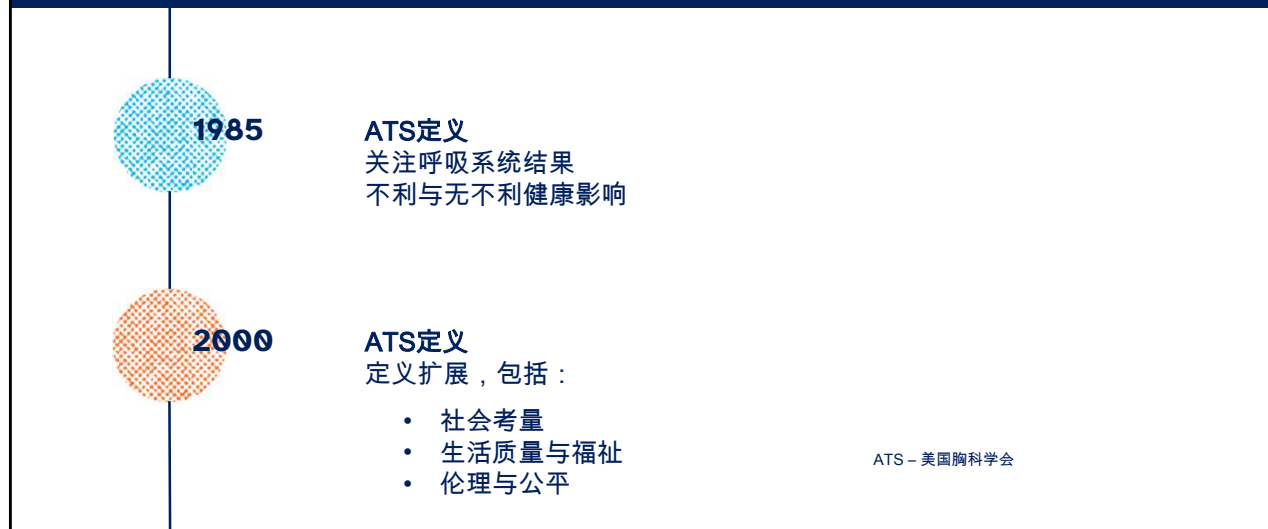 1985
ATS定义
关注呼吸系统结果
不利与无不利健康影响
2000
ATS定义
定义扩展，包括：
• 社会考量
• 生活质量与福祉
• 伦理与公平
ATS – 美国胸科学会